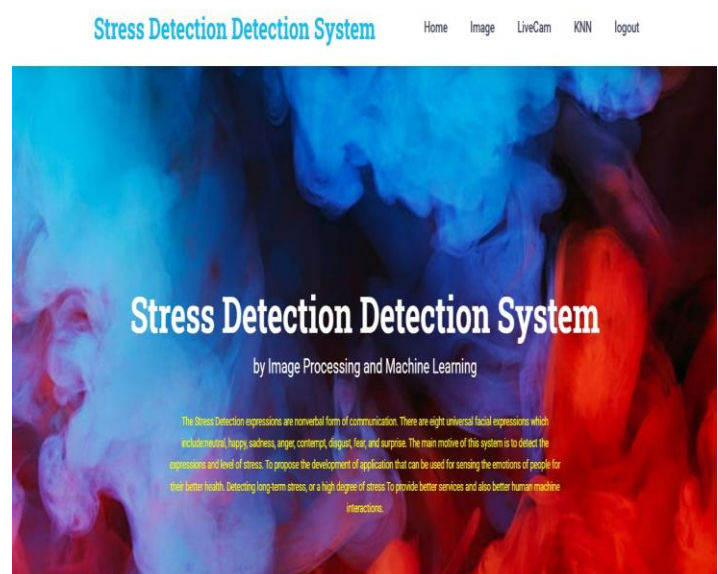 Stress Detection Detection System
Home Image LiveCam KNN logout
Stress Detection Detection System
by Image Processing and Machine Learning
The Stress Detection expressions are nonverbal form of communication. There are eight universal facial expressions which
include:neutral, happy, sadness, anger, contempt, disgust, fear, and surprise. The main motive of this system is to detect the
expressions and level of stress. To propose the development of application that can be used for sensing the emotions of people for
their better health. Detecting long-term stress, or a high degree of stress To provide better services and also better human machine
interactions.